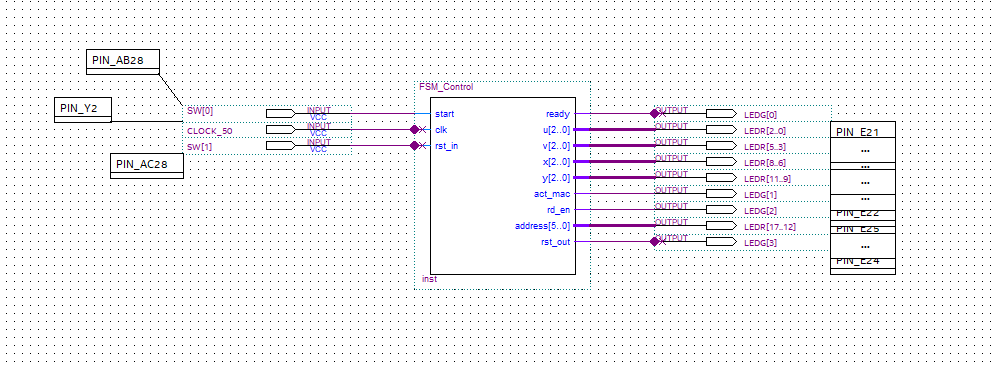 PIN_AB28
PIN_Y2
PIN_AC28
SW[0]
INPUT
VCC
CLOCK_50
INPUT
VCC
SW[1]
INPUT
VCC
FSM_Control
start
clk
rst_in
ready
u[2..0]
v[2..0]
x[2..0]
y[2..0]
act_mac
rd_en
address[5..0]
rst_out
inst
OUTPUT
LEDG[0]
OUTPUT
LEDR[2..0]
OUTPUT
LEDR[5..3]
OUTPUT
LEDR[8..6]
OUTPUT
LEDR[11..9]
OUTPUT
LEDG[1]
OUTPUT
LEDG[2]
OUTPUT
LEDR[17..12]
OUTPUT
LEDG[3]
PIN_E21
...
...
...
...
PIN_E22
PIN_E25
...
PIN_E24